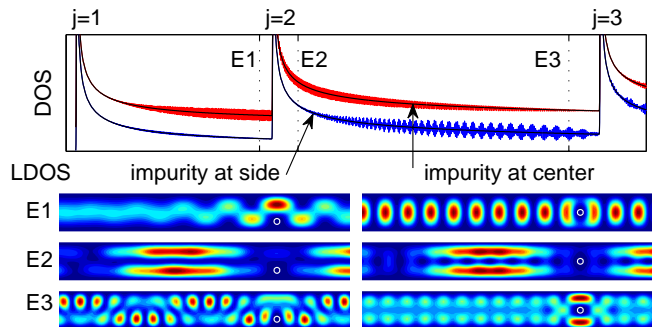 j=1 j=2 j=3
E1 E2 E3
DOS
LDOS impurity at side impurity at center
E1
E2
E3